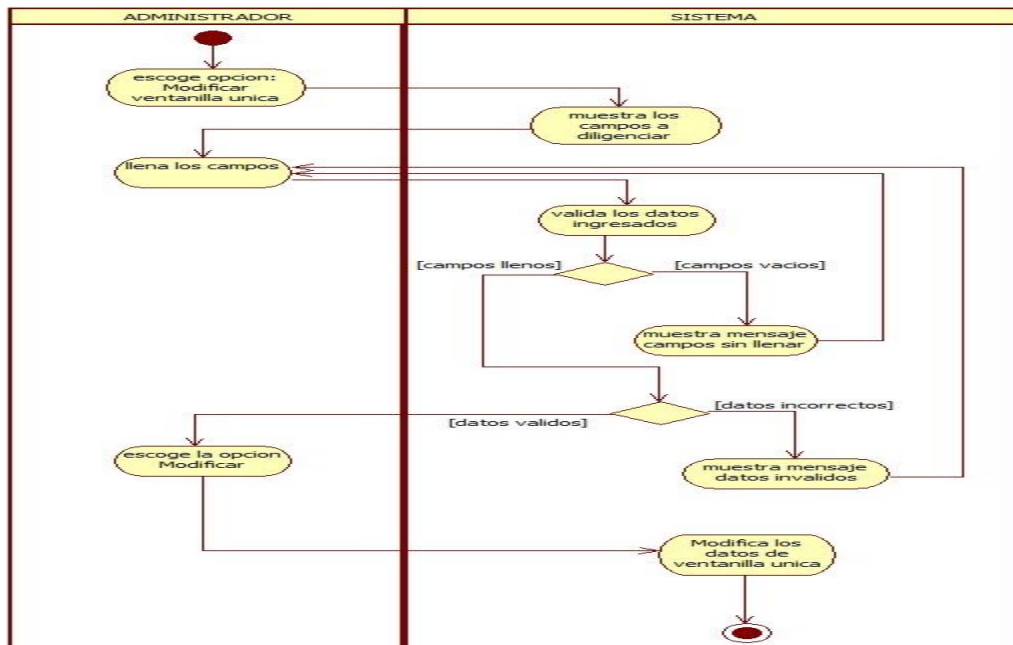 ADMINISTRADOR
SISTEMA
escoge opcion:
Modificar
ventanilla unica
muestra los
campos a
diligenciar
llena los campos
valida los datos
ingresados
[campos llenos]
[campos vacios]
muestra mensaje
campos sin llenar
[datos incorrectos]
[datos validos]
escoge la opcion
Modificar
muestra mensaje
datos invalidos
Modifica los
datos de
ventanilla unica